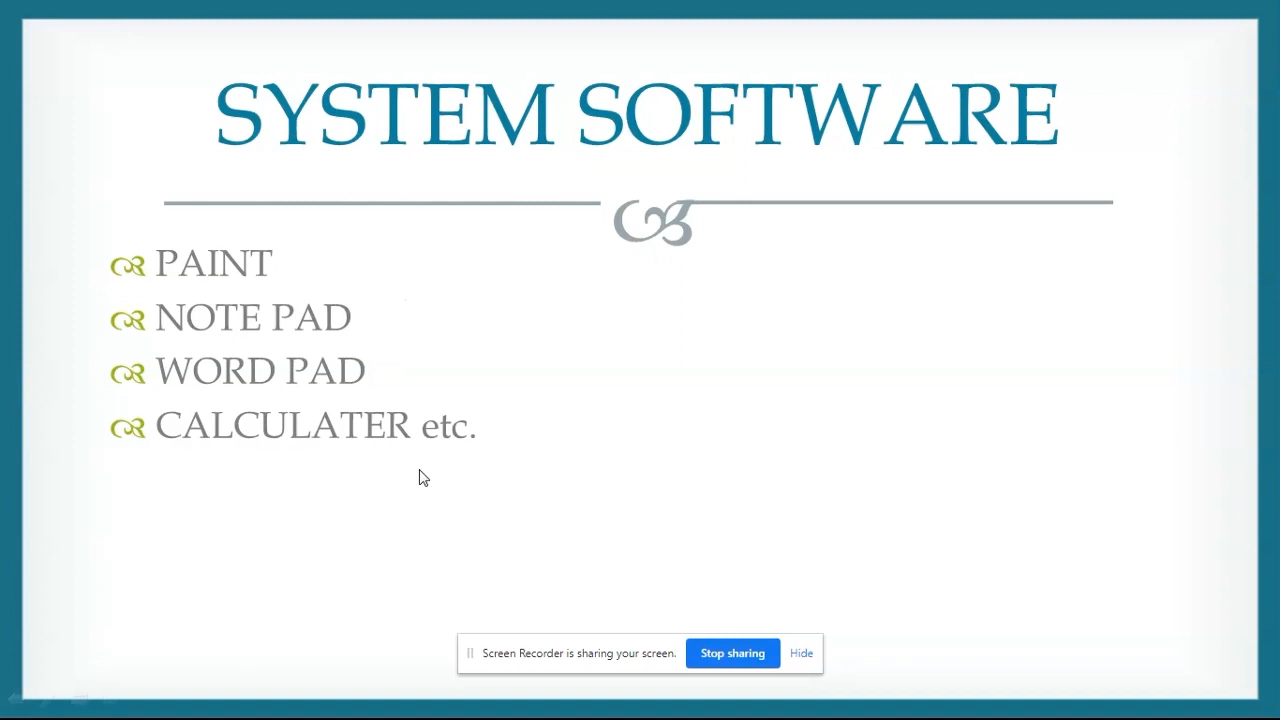 SYSTEM SOFTWARE
PAINT
NOTE PAD
WORD PAD
CALCULATER etc.
Screen Recorder is sharing your screen. Stop sharing Hide